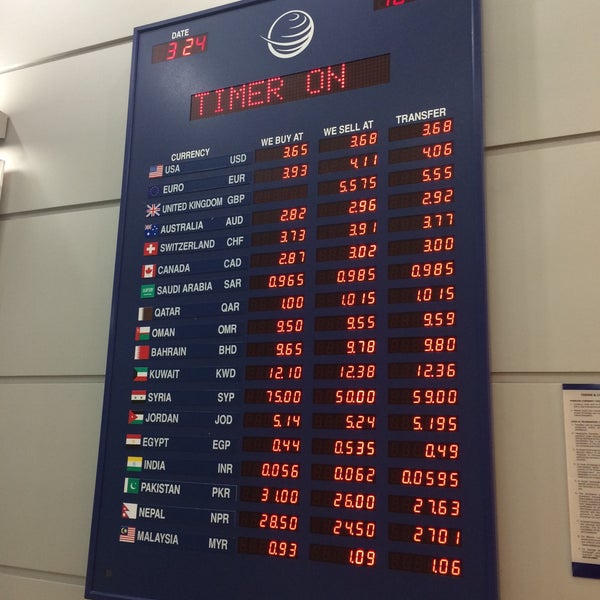 DATE
3 24
TIMER ON
CURRENCY WE BUY AT WE SELL AT TRANSFER
USA USD 3.65 3.68 3.68
EURO EUR 3.93 4.11 4.06
UNITED KINGDOM GBP 5.575 5.55
AUSTRALIA AUD 2.82 2.96 2.92
SWITZERLAND CHF 3.73 3.91 3.77
CANADA CAD 2.87 3.02 3.00
SAUDI ARABIA SAR 0.965 0.985 0.985
QATAR QAR 1.00 1.015 1.015
OMAN OMR 9.50 9.55 9.59
BAHRAIN BHD 9.65 9.78 9.80
KUWAIT KWD 12.10 12.38 12.36
SYRIA SYP 75.00 50.00 59.00
JORDAN JOD 5.14 5.24 5.195
EGYPT EGP 0.44 0.535 0.49
INDIA INR 0.056 0.062 0.0595
PAKISTAN PKR 31.00 26.00 27.63
NEPAL NPR 28.50 24.50 27.01
MALAYSIA MYR 0.93 1.09 1.06